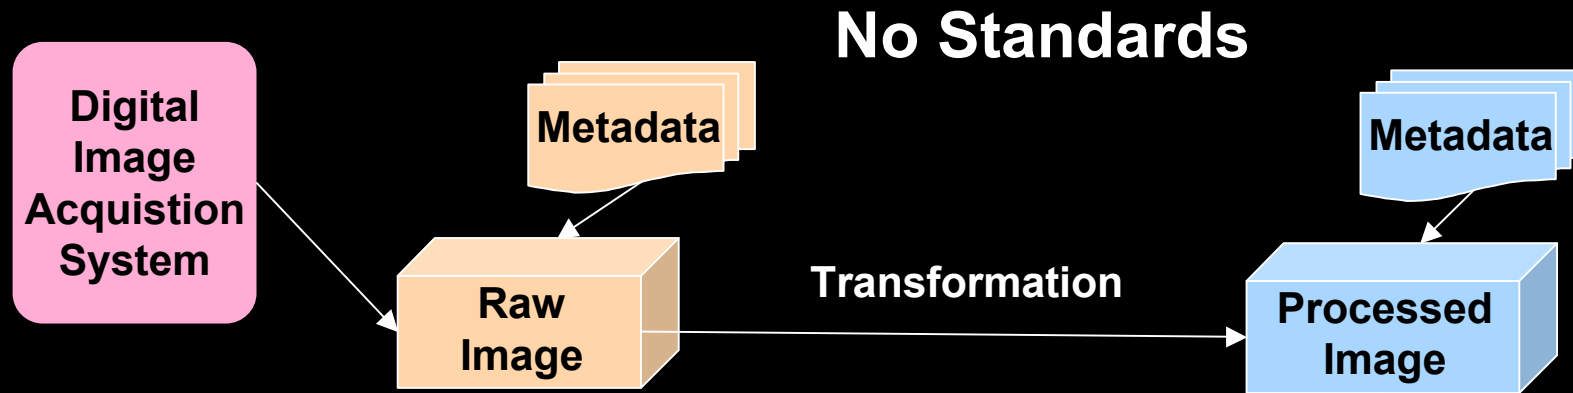 No Standards
Digital
Image
Acquistion
System
Metadata
Raw
Image
Transformation
Metadata
Processed
Image